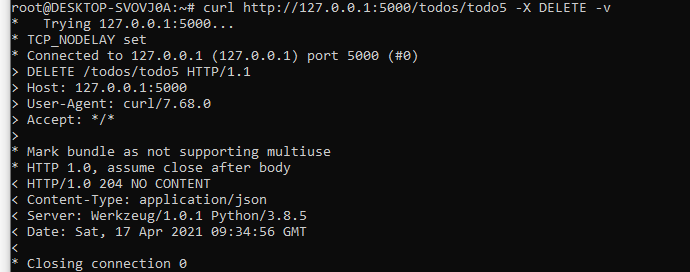 root@DESKTOP-SVOVJ0A:~# curl http://127.0.0.1:5000/todos/todo5 -X DELETE -v
*   Trying 127.0.0.1:5000...
* TCP_NODELAY set
* Connected to 127.0.0.1 (127.0.0.1) port 5000 (#0)
> DELETE /todos/todo5 HTTP/1.1
> Host: 127.0.0.1:5000
> User-Agent: curl/7.68.0
> Accept: */*
>
* Mark bundle as not supporting multiuse
* HTTP 1.0, assume close after body
< HTTP/1.0 204 NO CONTENT
< Content-Type: application/json
< Server: Werkzeug/1.0.1 Python/3.8.5
< Date: Sat, 17 Apr 2021 09:34:56 GMT
<
* Closing connection 0